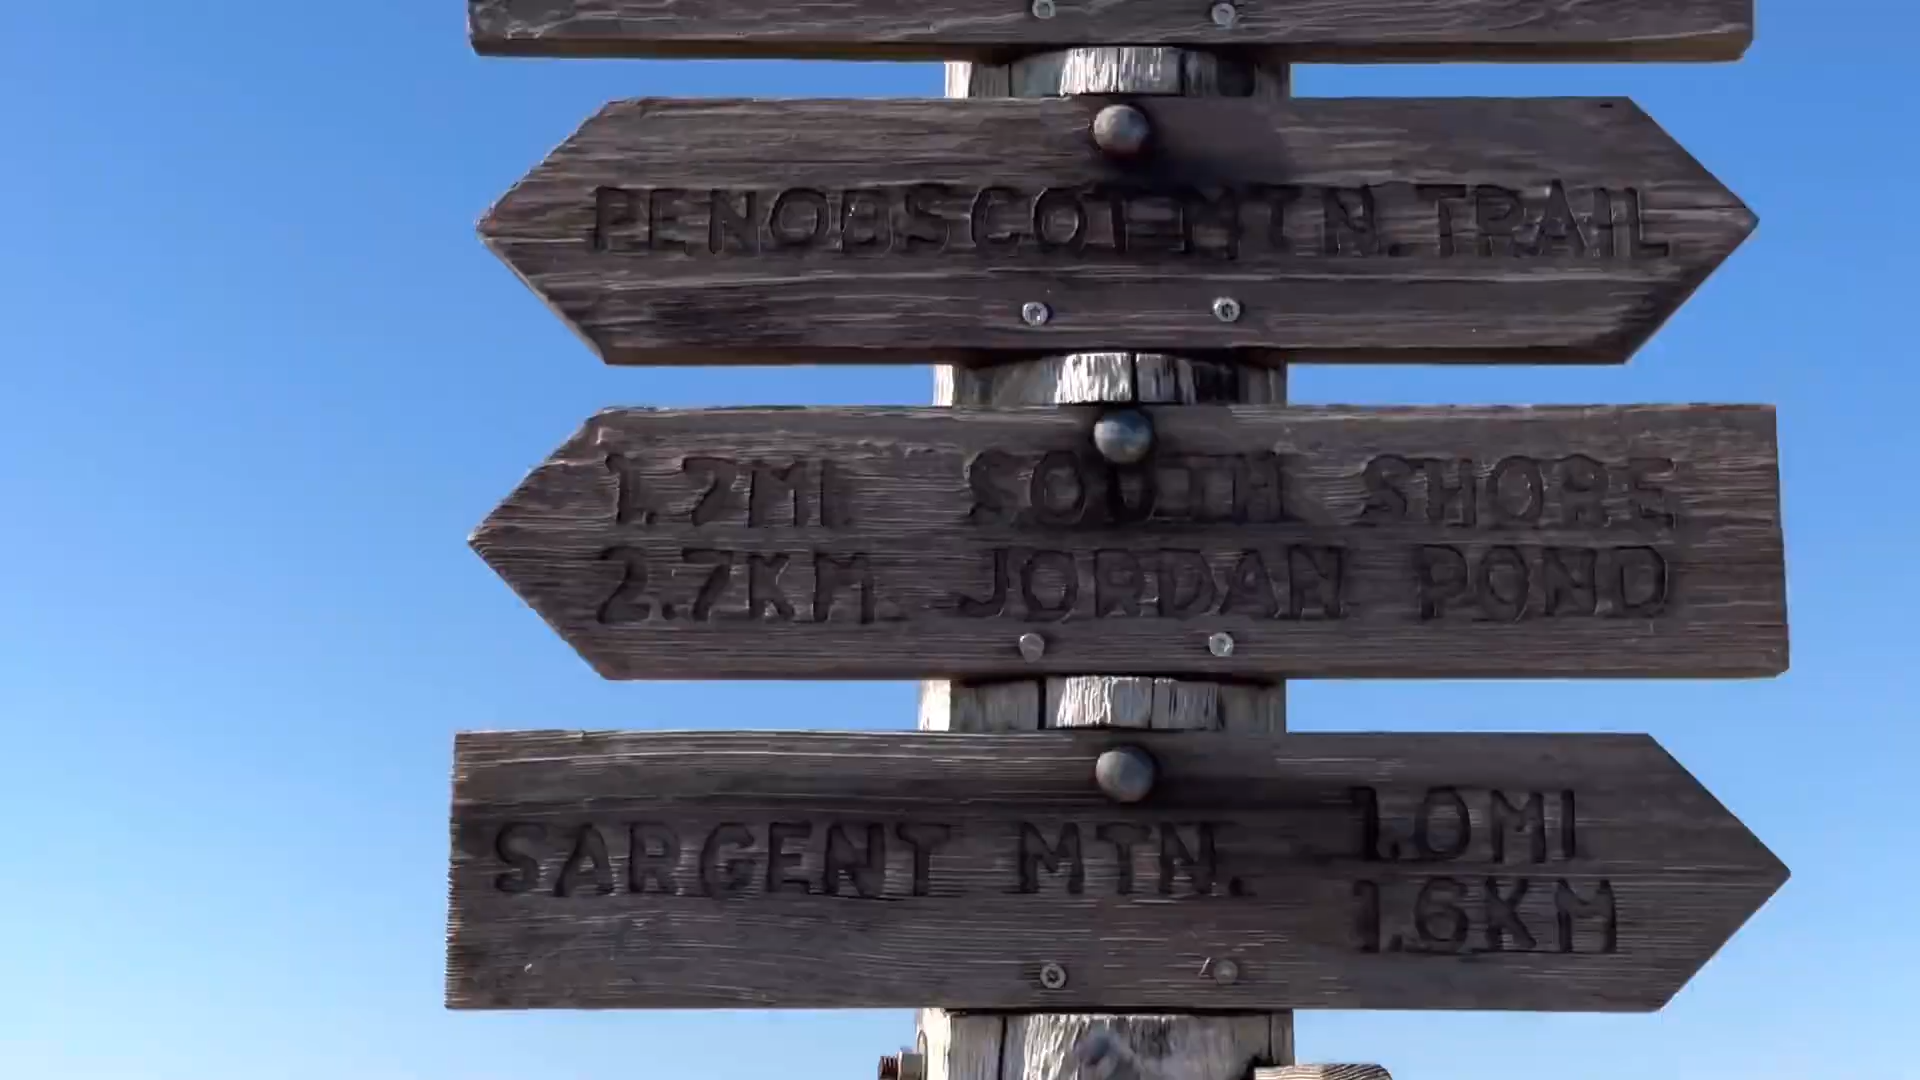 PENOBSCOT MTN. TRAIL
1.7MI. SOUTH SHORE
2.7KM. JORDAN POND
SARGENT MTN.
1.0MI
1.6KM